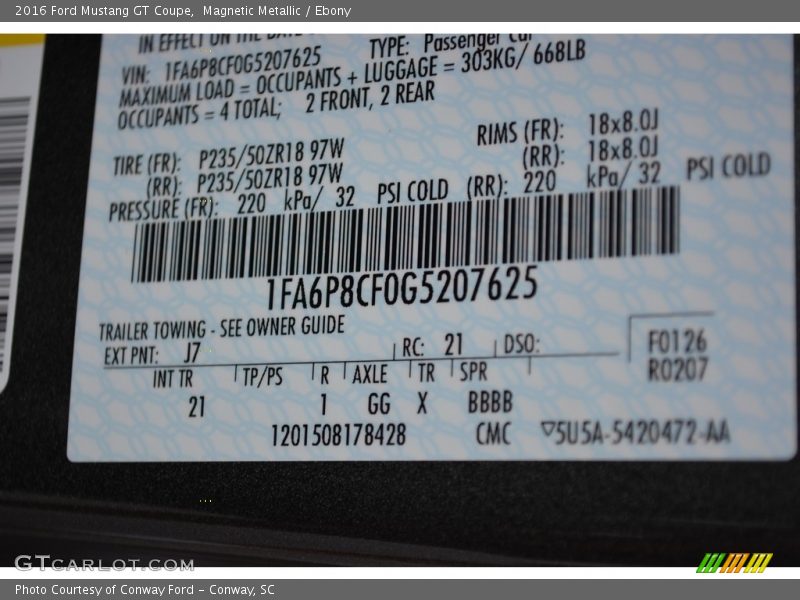 2016 Ford Mustang GT Coupe,  Magnetic Metallic / Ebony
IN EFFECT ON THE DATE
VIN: 1FA6P8CF0G5207625 TYPE: Passenger Car
MAXIMUM LOAD = OCCUPANTS + LUGGAGE = 303KG/ 668LB
OCCUPANTS = 4 TOTAL; 2 FRONT, 2 REAR
TIRE (FR): P235/50ZR18 97W RIMS (FR): 18x8.0J
(RR): P235/50ZR18 97W (RR): 18x8.0J
PRESSURE (FR): 220 kPa/ 32 PSI COLD (RR): 220 kPa/ 32 PSI COLD
1FA6P8CF0G5207625
TRAILER TOWING - SEE OWNER GUIDE
EXT PNT: J7 RC: 21 DSO: F0126
R0207
INT TR TP/PS R AXLE TR SPR
21 1 GG X BBBB
1201508178428 CMC ▽5U5A-5420472-AA
GTCARLOT.COM
Photo Courtesy of Conway Ford – Conway, SC